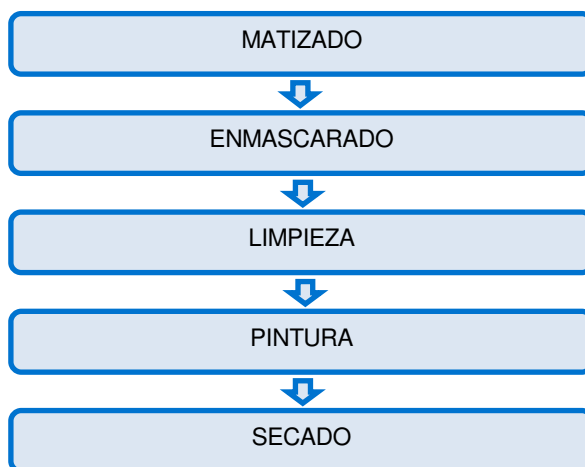 MATIZADO
ENMASCARADO
LIMPIEZA
PINTURA
SECADO